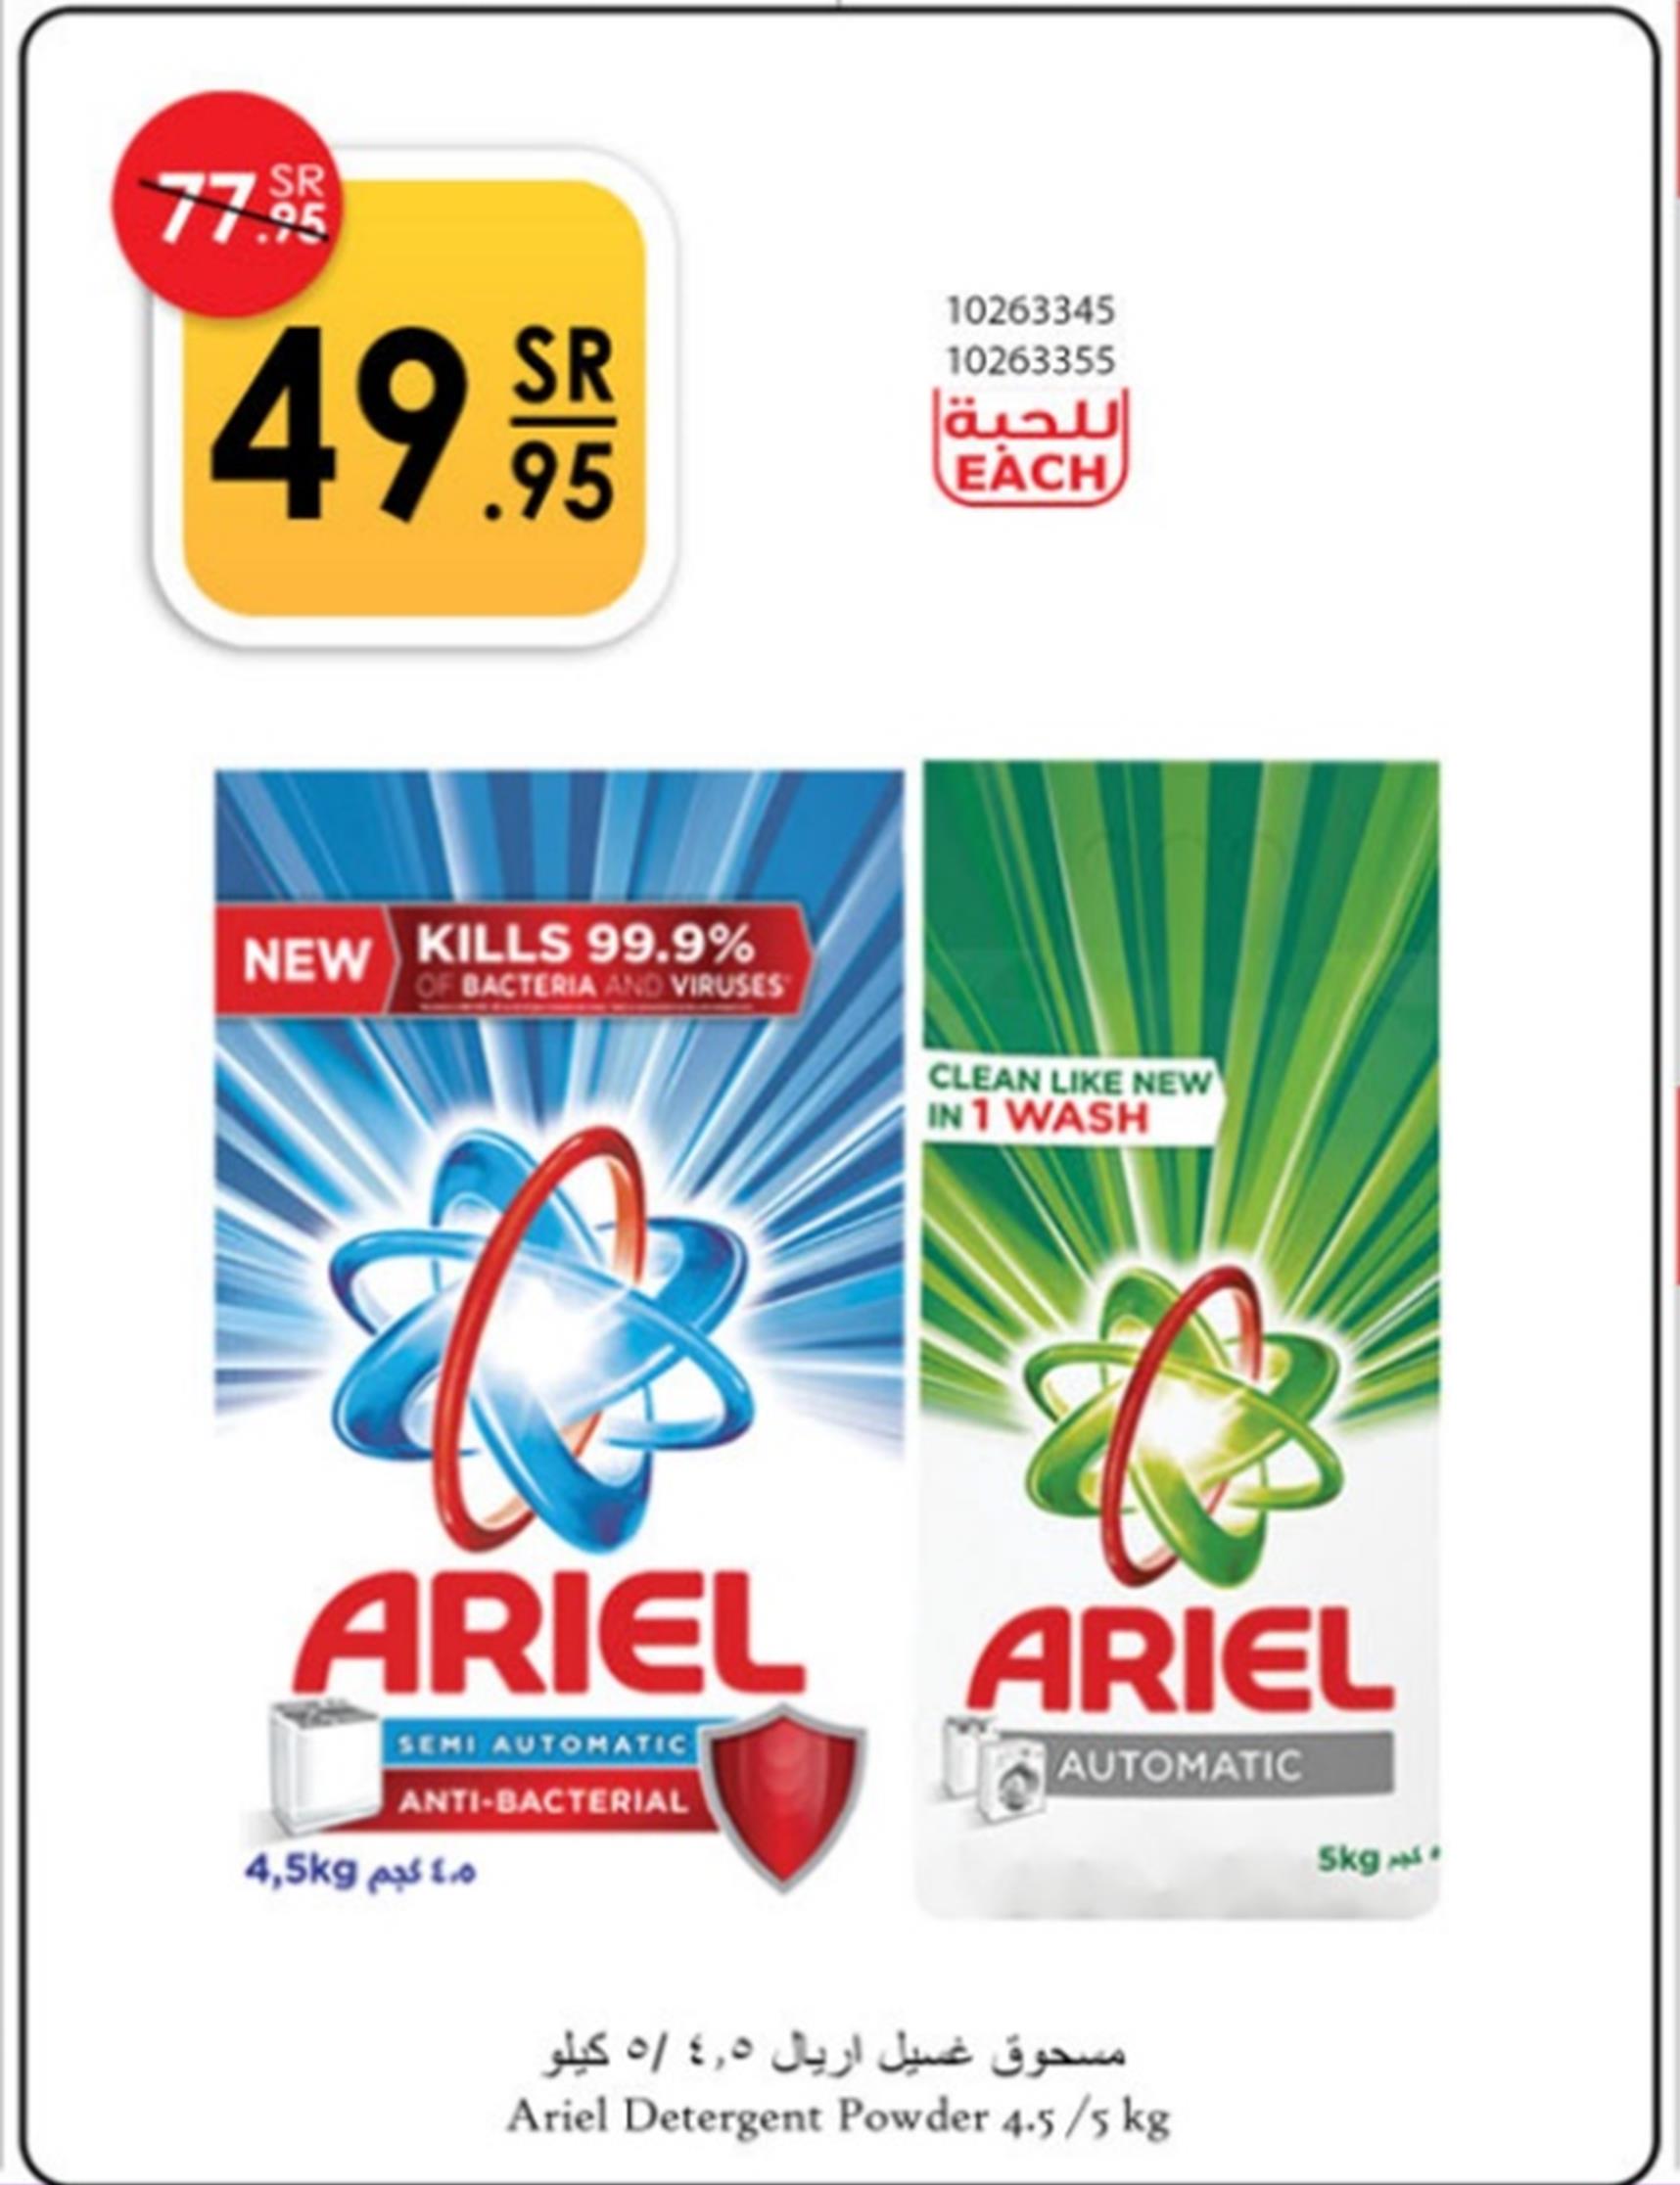 77.95 SR
49.95 SR
10263345
10263355
للحبة
EACH
NEW
KILLS 99.9%
OF BACTERIA AND VIRUSES*
ARIEL
SEMI AUTOMATIC
ANTI-BACTERIAL
4,5kg ٤.٥ كجم
CLEAN LIKE NEW
IN 1 WASH
ARIEL
AUTOMATIC
5kg ٥ كجم
مسحوق غسيل اريال ٤,٥ /٥ كيلو
Ariel Detergent Powder 4.5 /5 kg